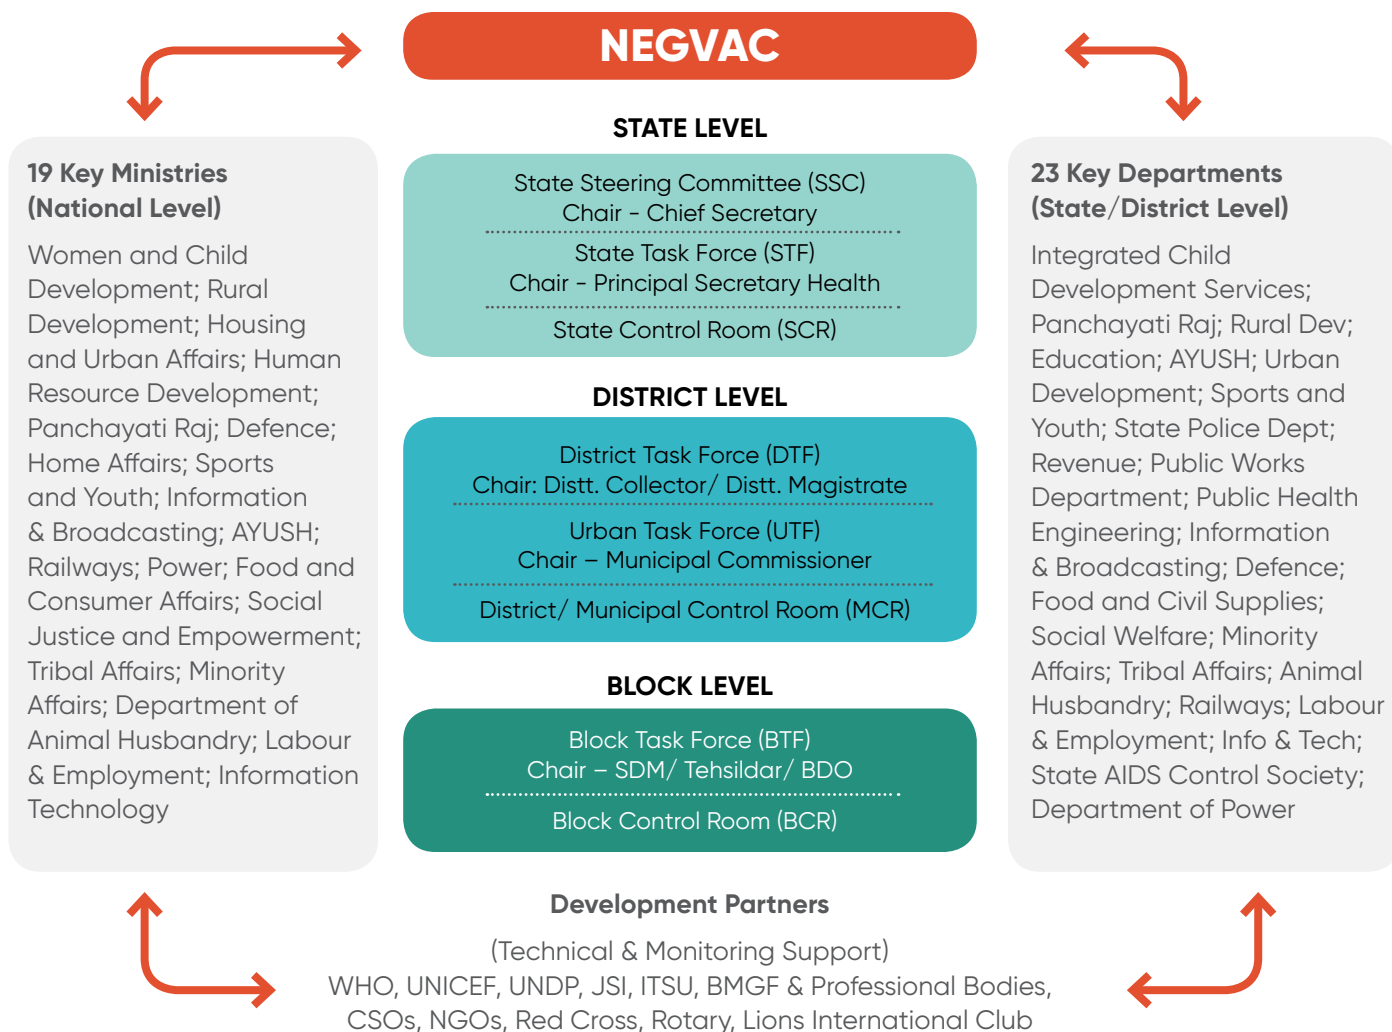 NEGVAC
19 Key Ministries
(National Level)
Women and Child
Development; Rural
Development; Housing
and Urban Affairs; Human
Resource Development;
Panchayati Raj; Defence;
Home Affairs; Sports
and Youth; Information
& Broadcasting; AYUSH;
Railways; Power; Food and
Consumer Affairs; Social
Justice and Empowerment;
Tribal Affairs; Minority
Affairs; Department of
Animal Husbandry; Labour
& Employment; Information
Technology
STATE LEVEL
State Steering Committee (SSC)
Chair - Chief Secretary
State Task Force (STF)
Chair - Principal Secretary Health
State Control Room (SCR)
DISTRICT LEVEL
District Task Force (DTF)
Chair: Distt. Collector/ Distt. Magistrate
Urban Task Force (UTF)
Chair – Municipal Commissioner
District/ Municipal Control Room (MCR)
BLOCK LEVEL
Block Task Force (BTF)
Chair – SDM/ Tehsildar/ BDO
Block Control Room (BCR)
23 Key Departments
(State/District Level)
Integrated Child
Development Services;
Panchayati Raj; Rural Dev;
Education; AYUSH; Urban
Development; Sports and
Youth; State Police Dept;
Revenue; Public Works
Department; Public Health
Engineering; Information
& Broadcasting; Defence;
Food and Civil Supplies;
Social Welfare; Minority
Affairs; Tribal Affairs; Animal
Husbandry; Railways; Labour
& Employment; Info & Tech;
State AIDS Control Society;
Department of Power
Development Partners
(Technical & Monitoring Support)
WHO, UNICEF, UNDP, JSI, ITSU, BMGF & Professional Bodies,
CSOs, NGOs, Red Cross, Rotary, Lions International Club